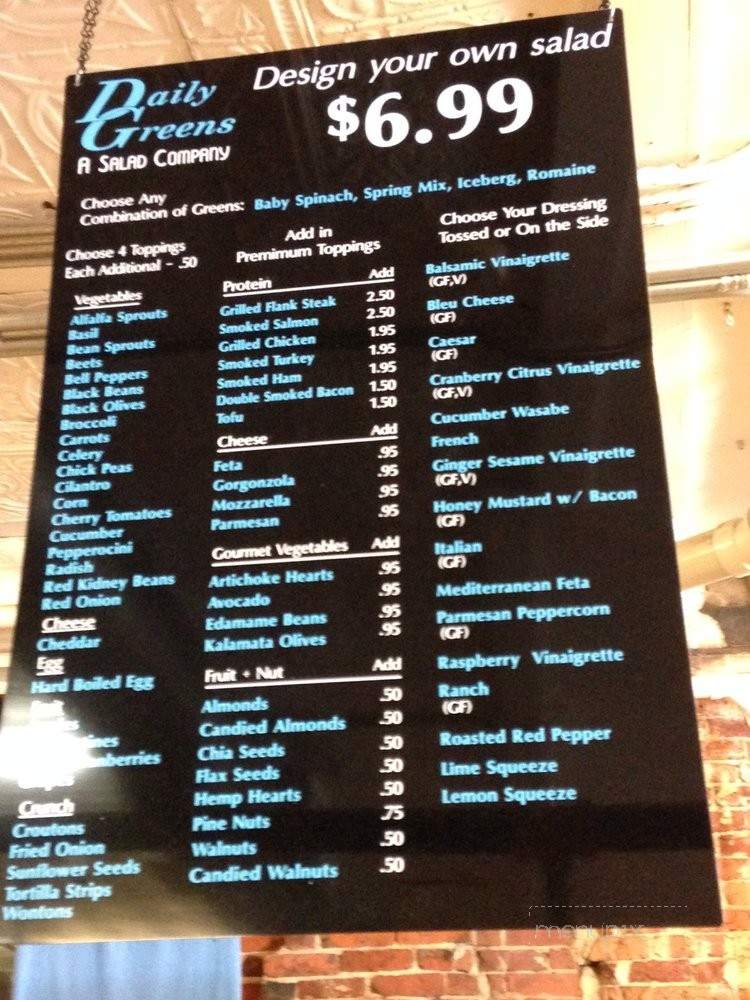 Daily
Greens
A Salad Company
Design your own salad
$6.99
Choose Any
Combination of Greens: Baby Spinach, Spring Mix, Iceberg, Romaine
Choose 4 Toppings
Each Additional - .50
Vegetables
Alfalfa Sprouts
Basil
Bean Sprouts
Beets
Bell Peppers
Black Beans
Black Olives
Broccoli
Carrots
Celery
Chick Peas
Cilantro
Corn
Cherry Tomatoes
Cucumber
Pepperocini
Radish
Red Kidney Beans
Red Onion
Cheese
Cheddar
Egg
Hard Boiled Egg
Crunch
Croutons
Fried Onion
Sunflower Seeds
Tortilla Strips
Wontons
Add in
Premimum Toppings
Protein Add
Grilled Flank Steak 2.50
Smoked Salmon 2.50
Grilled Chicken 1.95
Smoked Turkey 1.95
Smoked Ham 1.95
Double Smoked Bacon 1.50
Tofu 1.50
Cheese Add
Feta .95
Gorgonzola .95
Mozzarella .95
Parmesan .95
Gourmet Vegetables Add
Artichoke Hearts .95
Avocado .95
Edamame Beans .95
Kalamata Olives .95
Fruit + Nut Add
Almonds .50
Candied Almonds .50
Chia Seeds .50
Flax Seeds .50
Hemp Hearts .50
Pine Nuts .75
Walnuts .50
Candied Walnuts .50
Choose Your Dressing
Tossed or On the Side
Balsamic Vinaigrette
(GF,V)
Bleu Cheese
(GF)
Caesar
(GF)
Cranberry Citrus Vinaigrette
(GF,V)
Cucumber Wasabe
French
Ginger Sesame Vinaigrette
(GF,V)
Honey Mustard w/ Bacon
(GF)
Italian
(GF)
Mediterranean Feta
Parmesan Peppercorn
(GF)
Raspberry Vinaigrette
Ranch
(GF)
Roasted Red Pepper
Lime Squeeze
Lemon Squeeze